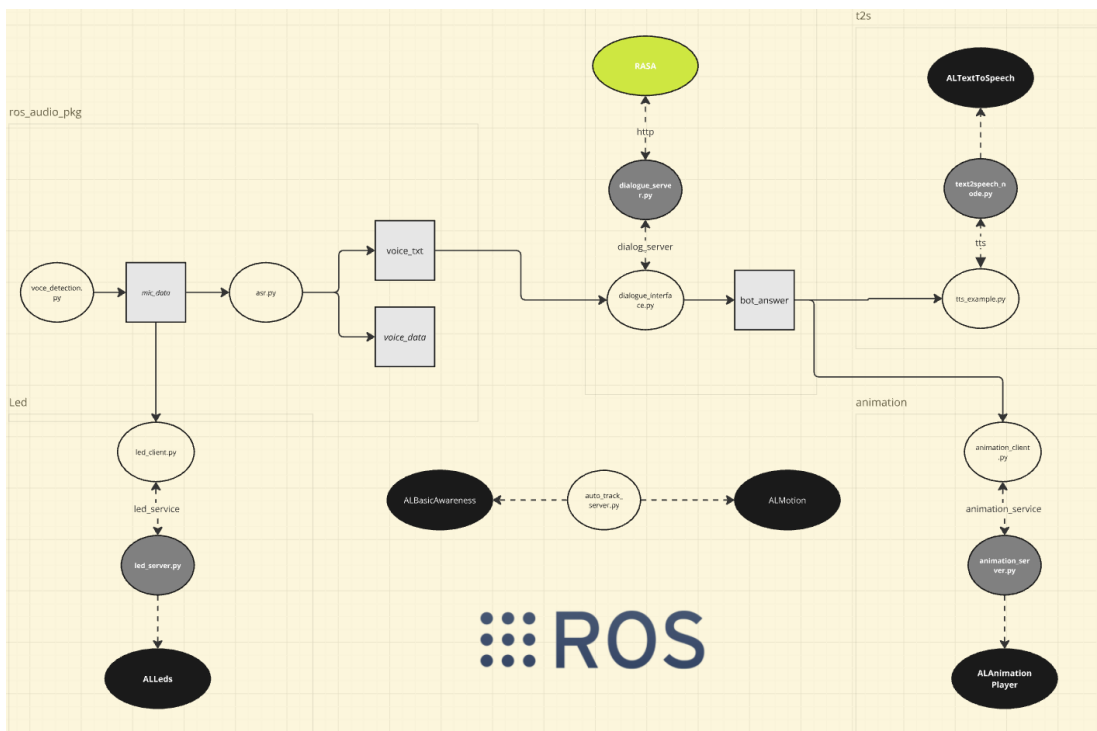 t2s
RASA
ALTextToSpeech
ros_audio_pkg
http
dialogue_serve
r.py
text2speech_n
ode.py
voice_txt
dialog_server
tts
voce_detection.
py
mic_data
asr.py
dialogue_interfa
ce.py
bot_answer
tts_example.py
voice_data
Led
animation
led_client.py
animation_client
.py
ALBasicAwareness
auto_track_
server.py
ALMotion
led_service
animation_service
led_server.py
animation_ser
ver.py
ROS
ALLeds
ALAnimation
Player